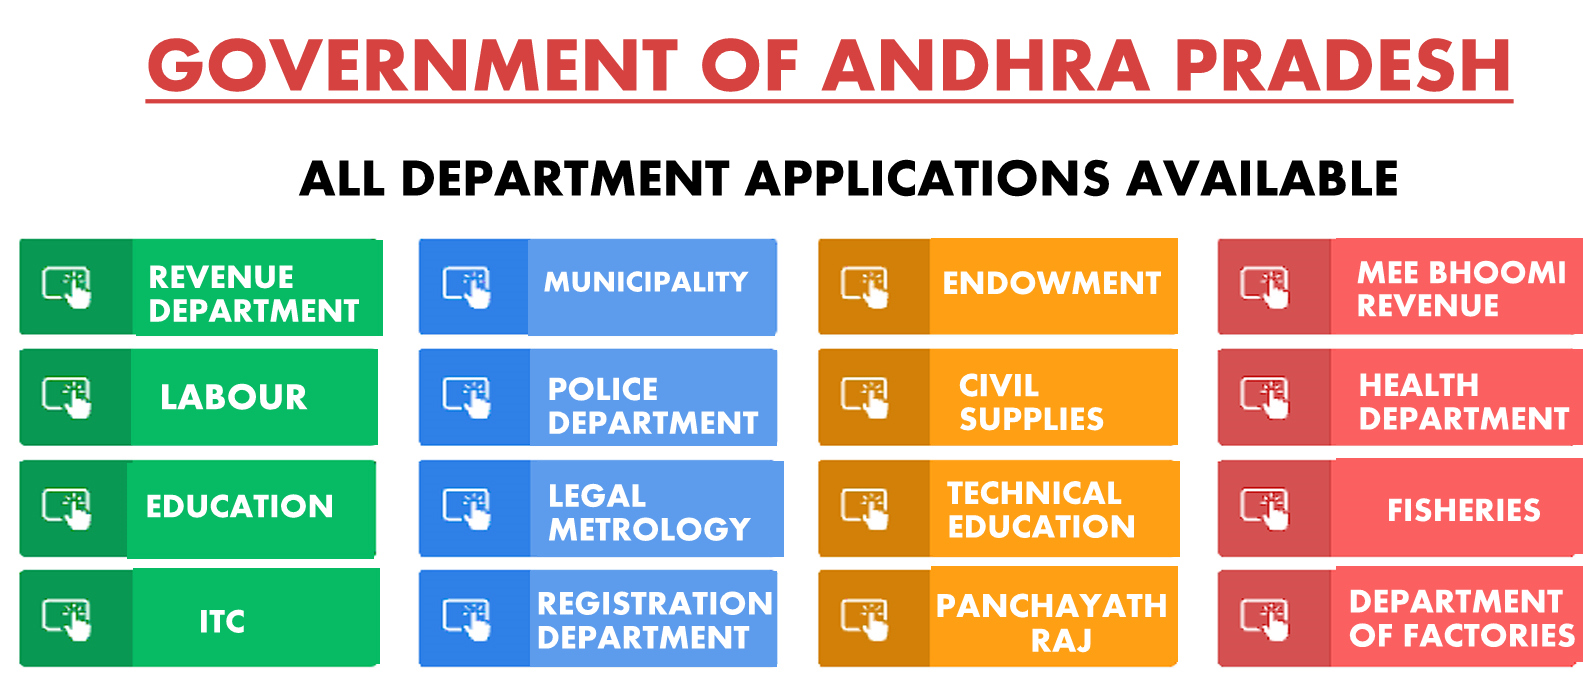 GOVERNMENT OF ANDHRA PRADESH
ALL DEPARTMENT APPLICATIONS AVAILABLE
REVENUE
DEPARTMENT
MUNICIPALITY
ENDOWMENT
MEE BHOOMI
REVENUE
LABOUR
POLICE
DEPARTMENT
CIVIL
SUPPLIES
HEALTH
DEPARTMENT
EDUCATION
LEGAL
METROLOGY
TECHNICAL
EDUCATION
FISHERIES
ITC
REGISTRATION
DEPARTMENT
PANCHAYATH
RAJ
DEPARTMENT
OF FACTORIES